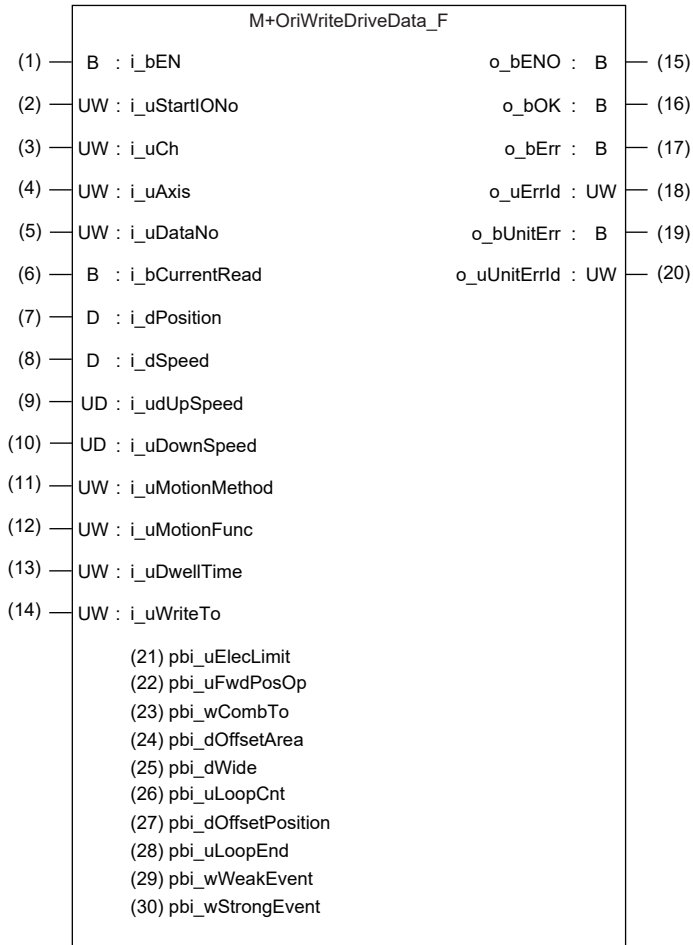 M+OriWriteDriveData_F
(1) B : i_bEN o_bENO : B (15)
(2) UW : i_uStartIONo o_bOK : B (16)
(3) UW : i_uCh o_bErr : B (17)
(4) UW : i_uAxis o_uErrId : UW (18)
(5) UW : i_uDataNo o_bUnitErr : B (19)
(6) B : i_bCurrentRead o_uUnitErrId : UW (20)
(7) D : i_dPosition
(8) D : i_dSpeed
(9) UD : i_udUpSpeed
(10) UD : i_uDownSpeed
(11) UW : i_uMotionMethod
(12) UW : i_uMotionFunc
(13) UW : i_uDwellTime
(14) UW : i_uWriteTo
(21) pbi_uElecLimit
(22) pbi_uFwdPosOp
(23) pbi_wCombTo
(24) pbi_dOffsetArea
(25) pbi_dWide
(26) pbi_uLoopCnt
(27) pbi_dOffsetPosition
(28) pbi_uLoopEnd
(29) pbi_wWeakEvent
(30) pbi_wStrongEvent